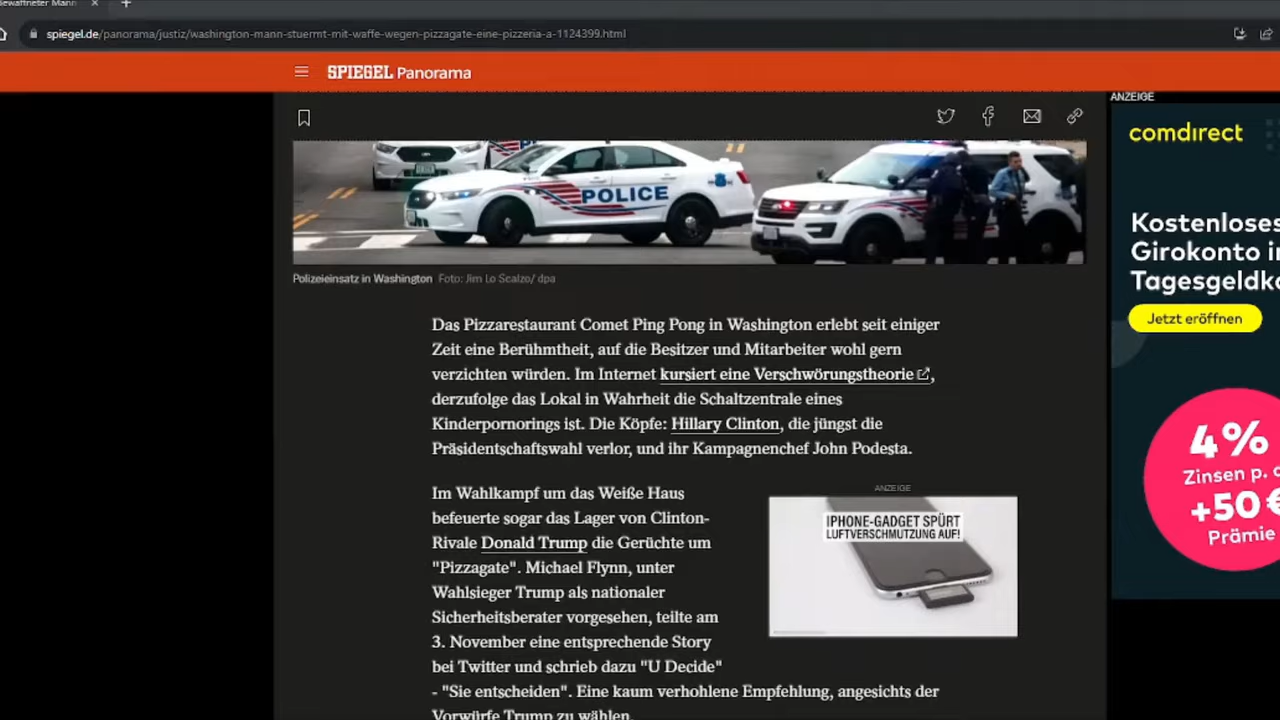 ewaffneter Mann
spiegel.de/panorama/justiz/washington-mann-stuermt-mit-waffe-wegen-pizzagate-eine-pizzeria-a-1124399.html
SPIEGEL Panorama
ANZEIGE
POLICE
Polizeieinsatz in Washington Foto: Jim Lo Scalzo/ dpa
Das Pizzarestaurant Comet Ping Pong in Washington erlebt seit einiger
Zeit eine Berühmtheit, auf die Besitzer und Mitarbeiter wohl gern
verzichten würden. Im Internet kursiert eine Verschwörungstheorie,
derzufolge das Lokal in Wahrheit die Schaltzentrale eines
Kinderpornorings ist. Die Köpfe: Hillary Clinton, die jüngst die
Präsidentschaftswahl verlor, und ihr Kampagnenchef John Podesta.
Im Wahlkampf um das Weiße Haus
befeuerte sogar das Lager von Clinton-
Rivale Donald Trump die Gerüchte um
"Pizzagate". Michael Flynn, unter
Wahlsieger Trump als nationaler
Sicherheitsberater vorgesehen, teilte am
3. November eine entsprechende Story
bei Twitter und schrieb dazu "U Decide"
- "Sie entscheiden". Eine kaum verhohlene Empfehlung, angesichts der
Vorwürfe Trump zu wählen.
ANZEIGE
IPHONE-GADGET SPÜRT
LUFTVERSCHMUTZUNG AUF!
comdirect
Kostenloses
Girokonto in
Tagesgeldko
Jetzt eröffnen
4%
Zinsen p. a
+50 €
Prämie